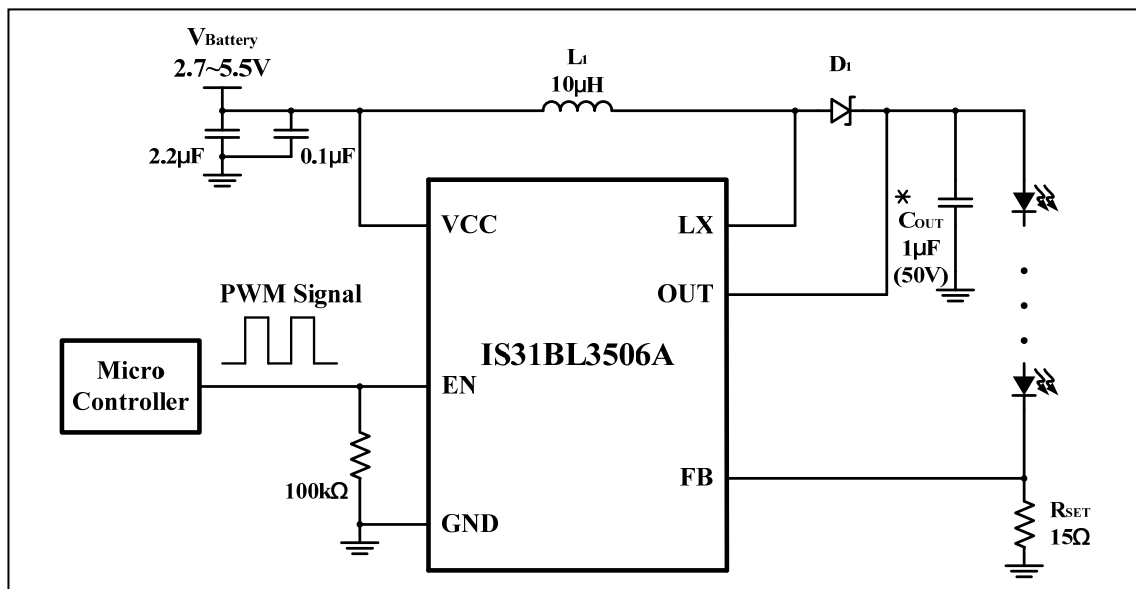 VBattery
2.7~5.5V
2.2μF
0.1μF
L1
10μH
D1
VCC
LX
*
COUT
1μF
(50V)
OUT
PWM Signal
IS31BL3506A
Micro
Controller
EN
100kΩ
FB
GND
RSET
15Ω